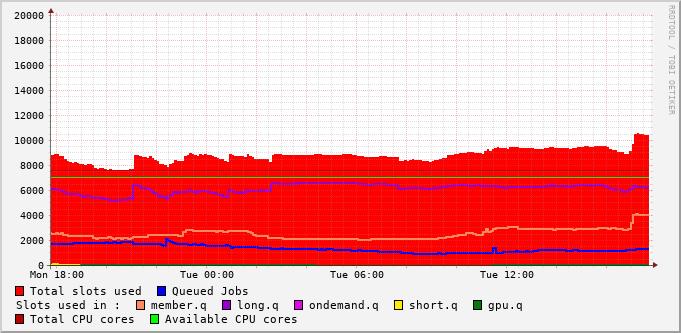 RRDTOOL / TOBI OETIKER
20000
18000
16000
14000
12000
10000
8000
6000
4000
2000
0
Mon 18:00 Tue 00:00 Tue 06:00 Tue 12:00
Total slots used Queued Jobs
Slots used in : member.q long.q ondemand.q short.q gpu.q
Total CPU cores Available CPU cores